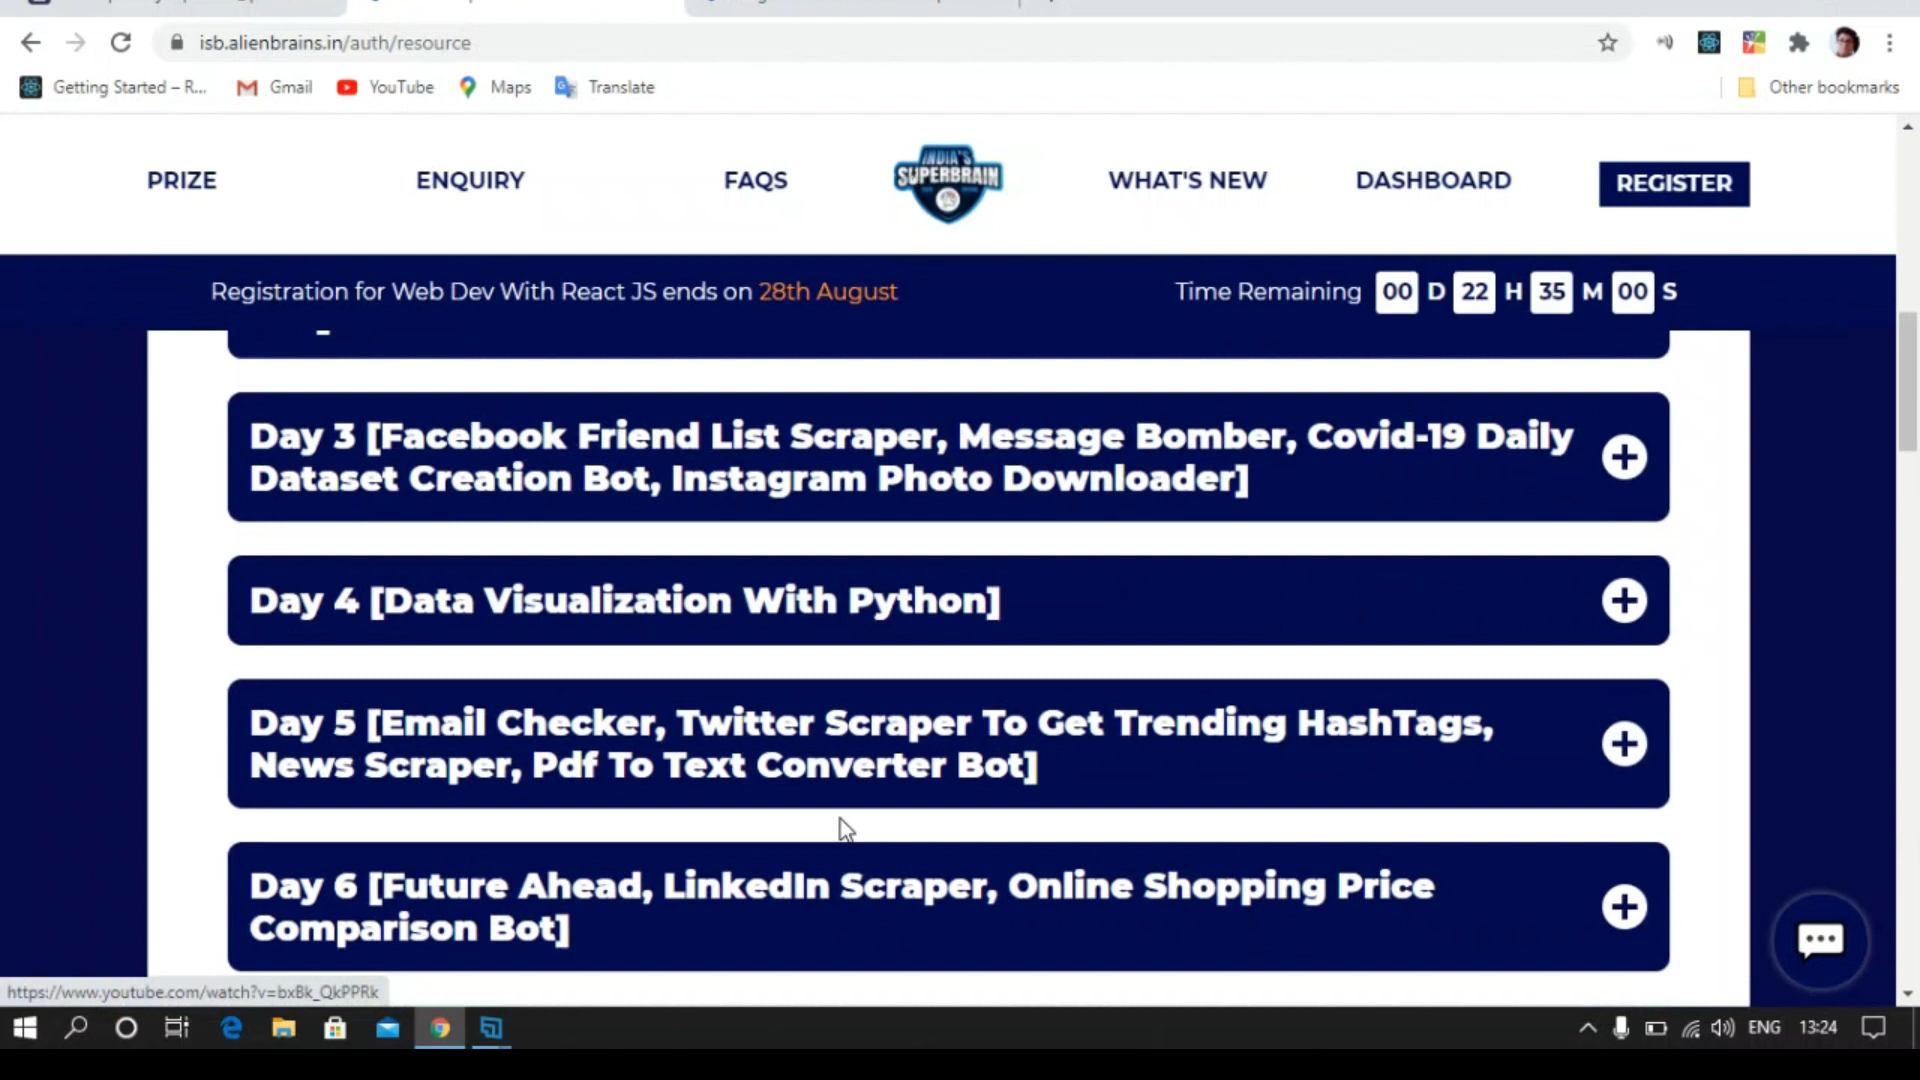 isb.alienbrains.in/auth/resource
Getting Started – R...
Gmail
YouTube
Maps
Translate
Other bookmarks
PRIZE
ENQUIRY
FAQS
INDIA'S
SUPERBRAIN
WHAT'S NEW
DASHBOARD
REGISTER
Registration for Web Dev With React JS ends on 28th August
Time Remaining 00 D 22 H 35 M 00 S
Day 3 [Facebook Friend List Scraper, Message Bomber, Covid-19 Daily
Dataset Creation Bot, Instagram Photo Downloader]
Day 4 [Data Visualization With Python]
Day 5 [Email Checker, Twitter Scraper To Get Trending HashTags,
News Scraper, Pdf To Text Converter Bot]
Day 6 [Future Ahead, LinkedIn Scraper, Online Shopping Price
Comparison Bot]
https://www.youtube.com/watch?v=bxBk_QkPPRk
ENG
13:24